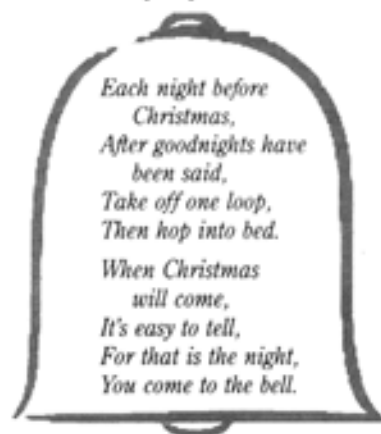 Each night before
Christmas,
After goodnights have
been said,
Take off one loop,
Then hop into bed.
When Christmas
will come,
It's easy to tell,
For that is the night,
You come to the bell.